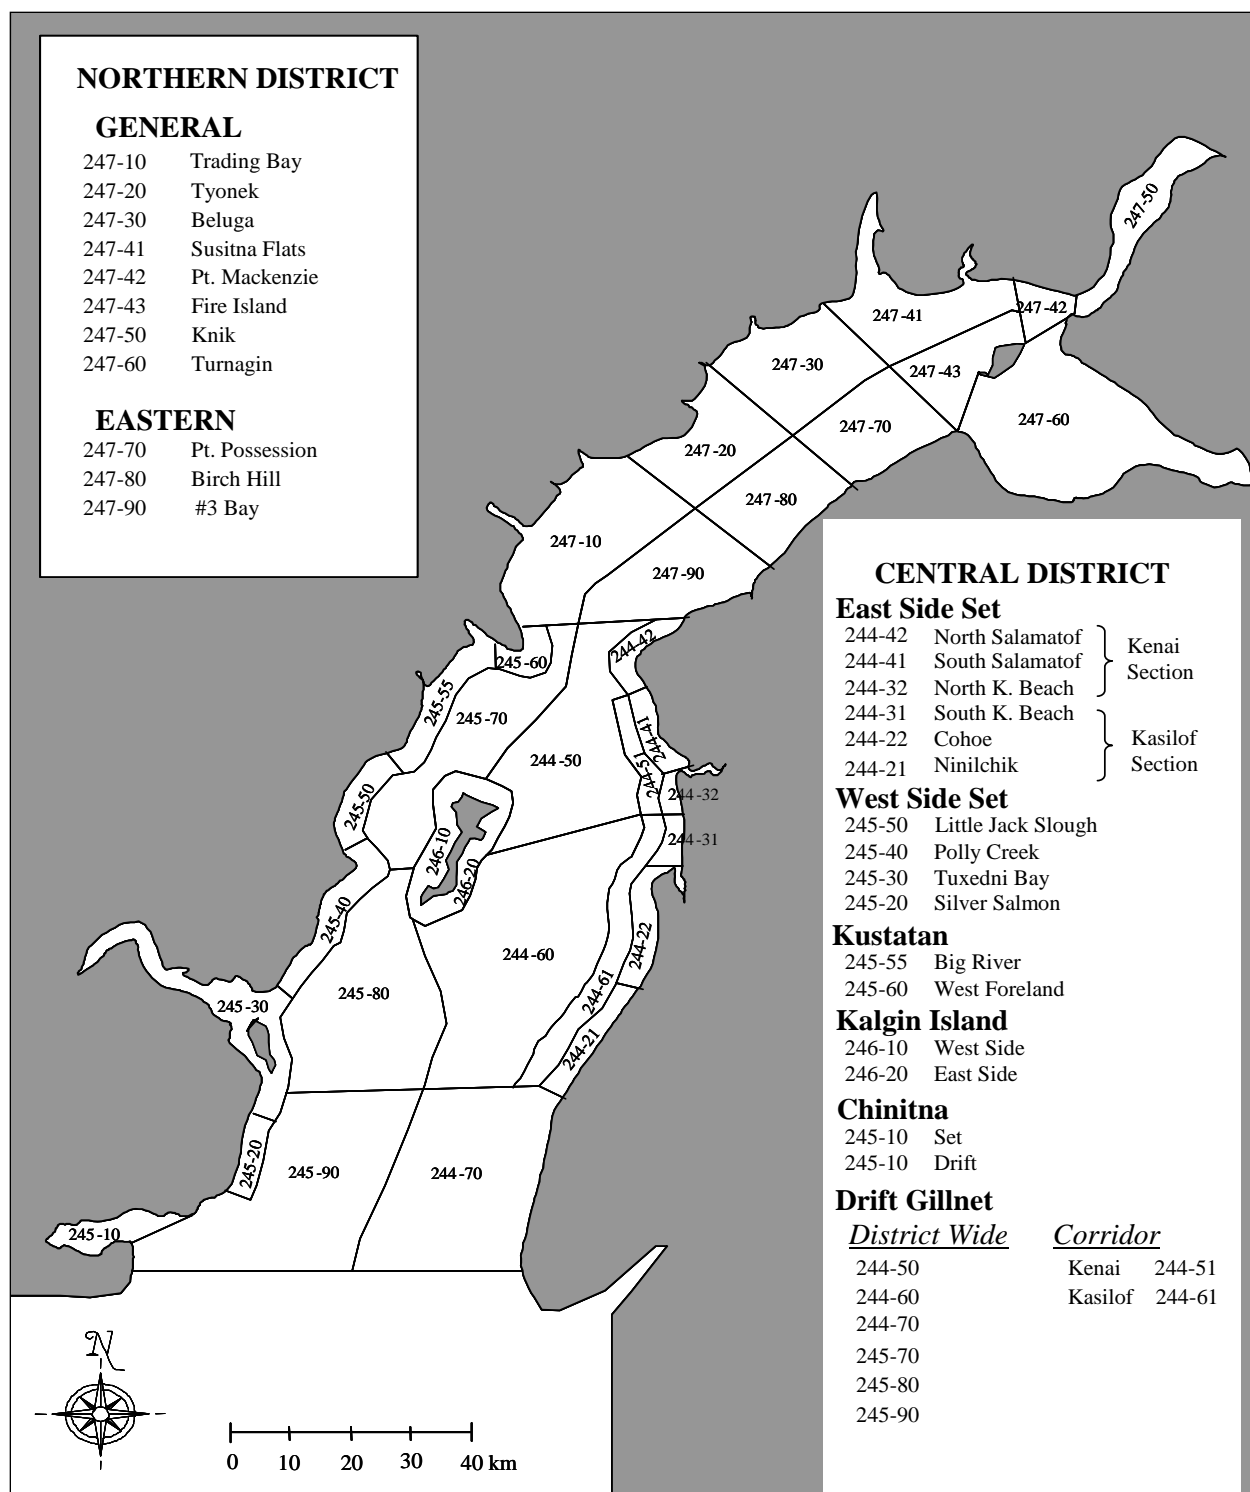 NORTHERN DISTRICT
GENERAL
247-10 Trading Bay
247-20 Tyonek
247-30 Beluga
247-41 Susitna Flats
247-42 Pt. Mackenzie
247-43 Fire Island
247-50 Knik
247-60 Turnagin
EASTERN
247-70 Pt. Possession
247-80 Birch Hill
247-90 #3 Bay
247-50
247-41
247-42
247-30
247-43
247-60
247-70
247-20
247-80
247-10
247-90
244-42
245-60
245-55
245-70
244-41
244-50
244-51
244-32
245-50
244-31
246-10
246-20
245-40
244-22
244-60
245-80
244-61
245-30
244-21
245-20
245-90
244-70
245-10
CENTRAL DISTRICT
East Side Set
244-42 North Salamatof
244-41 South Salamatof
244-32 North K. Beach
Kenai
Section
244-31 South K. Beach
244-22 Cohoe
244-21 Ninilchik
Kasilof
Section
West Side Set
245-50 Little Jack Slough
245-40 Polly Creek
245-30 Tuxedni Bay
245-20 Silver Salmon
Kustatan
245-55 Big River
245-60 West Foreland
Kalgin Island
246-10 West Side
246-20 East Side
Chinitna
245-10 Set
245-10 Drift
Drift Gillnet
District Wide Corridor
244-50 Kenai 244-51
244-60 Kasilof 244-61
244-70
245-70
245-80
245-90
N
0 10 20 30 40 km